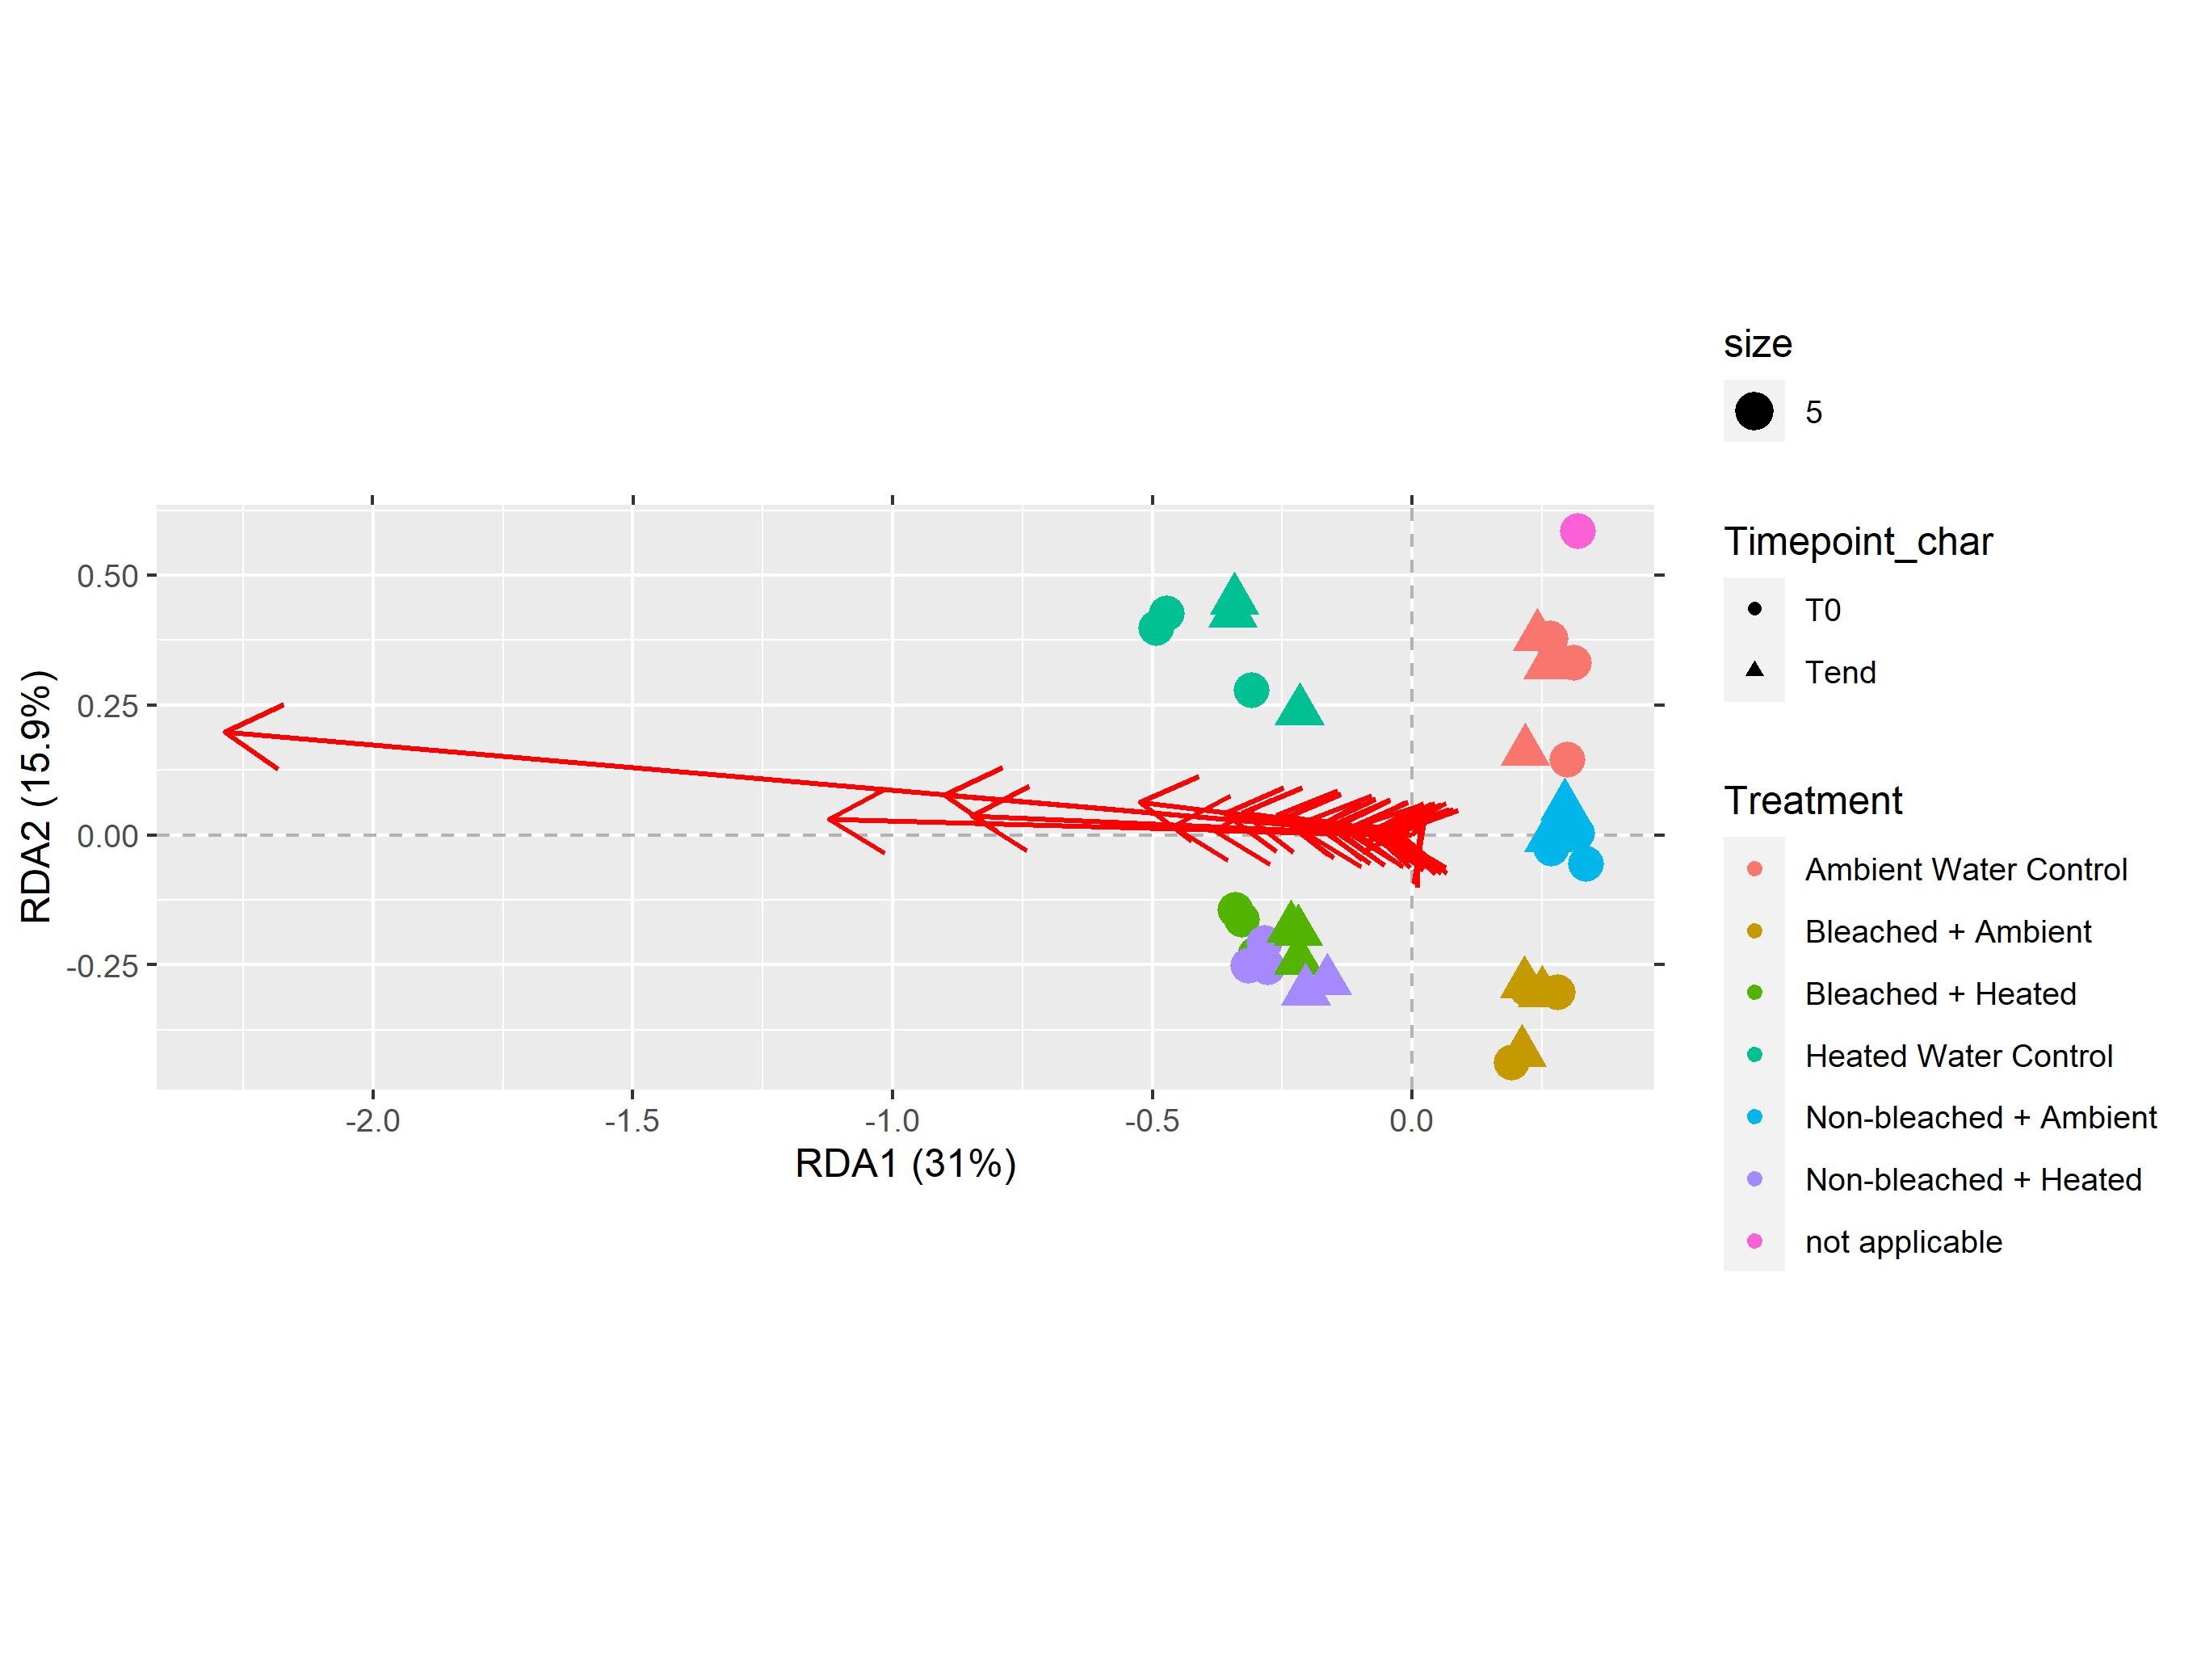 size
5
Timepoint_char
T0
Tend
Treatment
Ambient Water Control
Bleached + Ambient
Bleached + Heated
Heated Water Control
Non-bleached + Ambient
Non-bleached + Heated
not applicable
RDA2 (15.9%)
0.50
0.25
0.00
-0.25
-2.0 -1.5 -1.0 -0.5 0.0
RDA1 (31%)